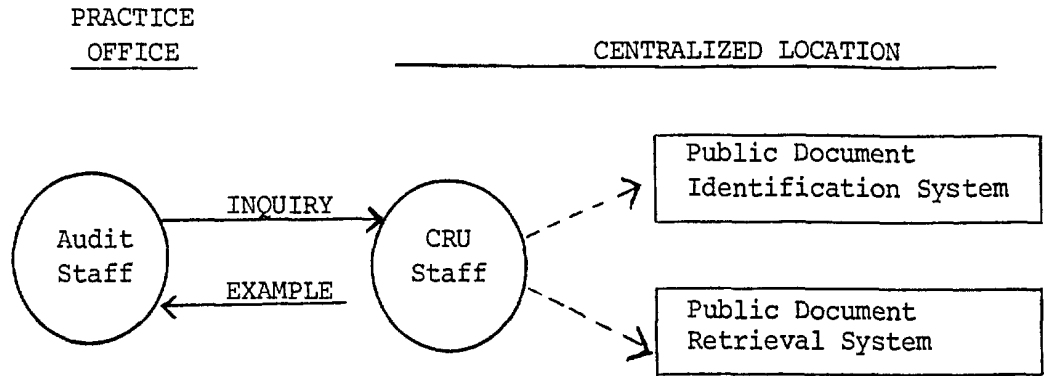 PRACTICE
OFFICE
CENTRALIZED LOCATION
Audit
Staff
INQUIRY
EXAMPLE
CRU
Staff
Public Document
Identification System
Public Document
Retrieval System